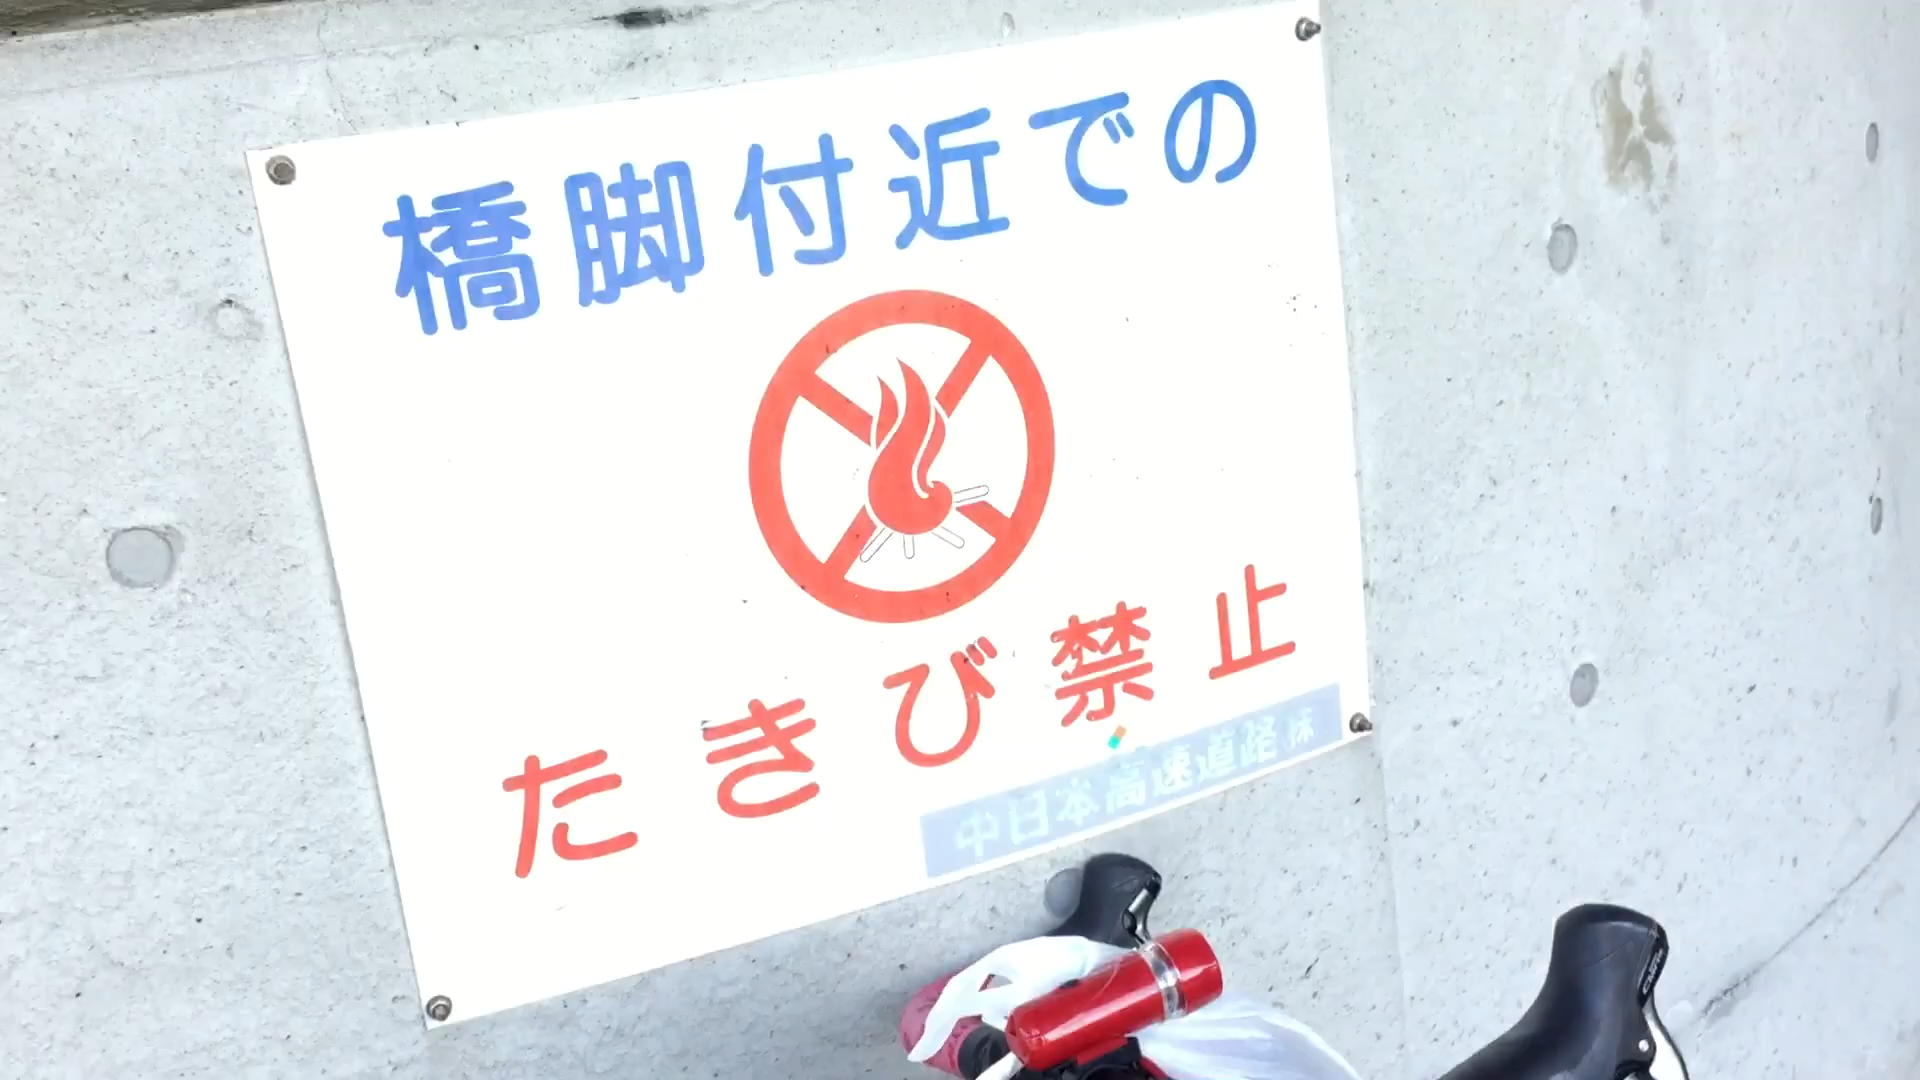 橋脚付近での
たきび禁止
中日本高速道路㈱